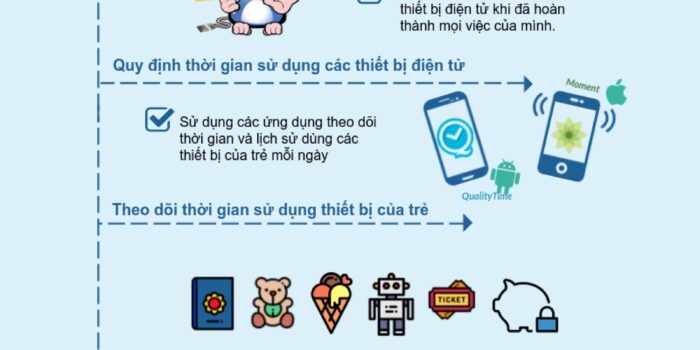 thiết bị điện tử khi đã hoàn
thành mọi việc của mình.
Quy định thời gian sử dụng các thiết bị điện tử
Moment
Sử dụng các ứng dụng theo dõi
thời gian và lịch sử dùng các
thiết bị của trẻ mỗi ngày
QualityTime
Theo dõi thời gian sử dụng thiết bị của trẻ
TICKET